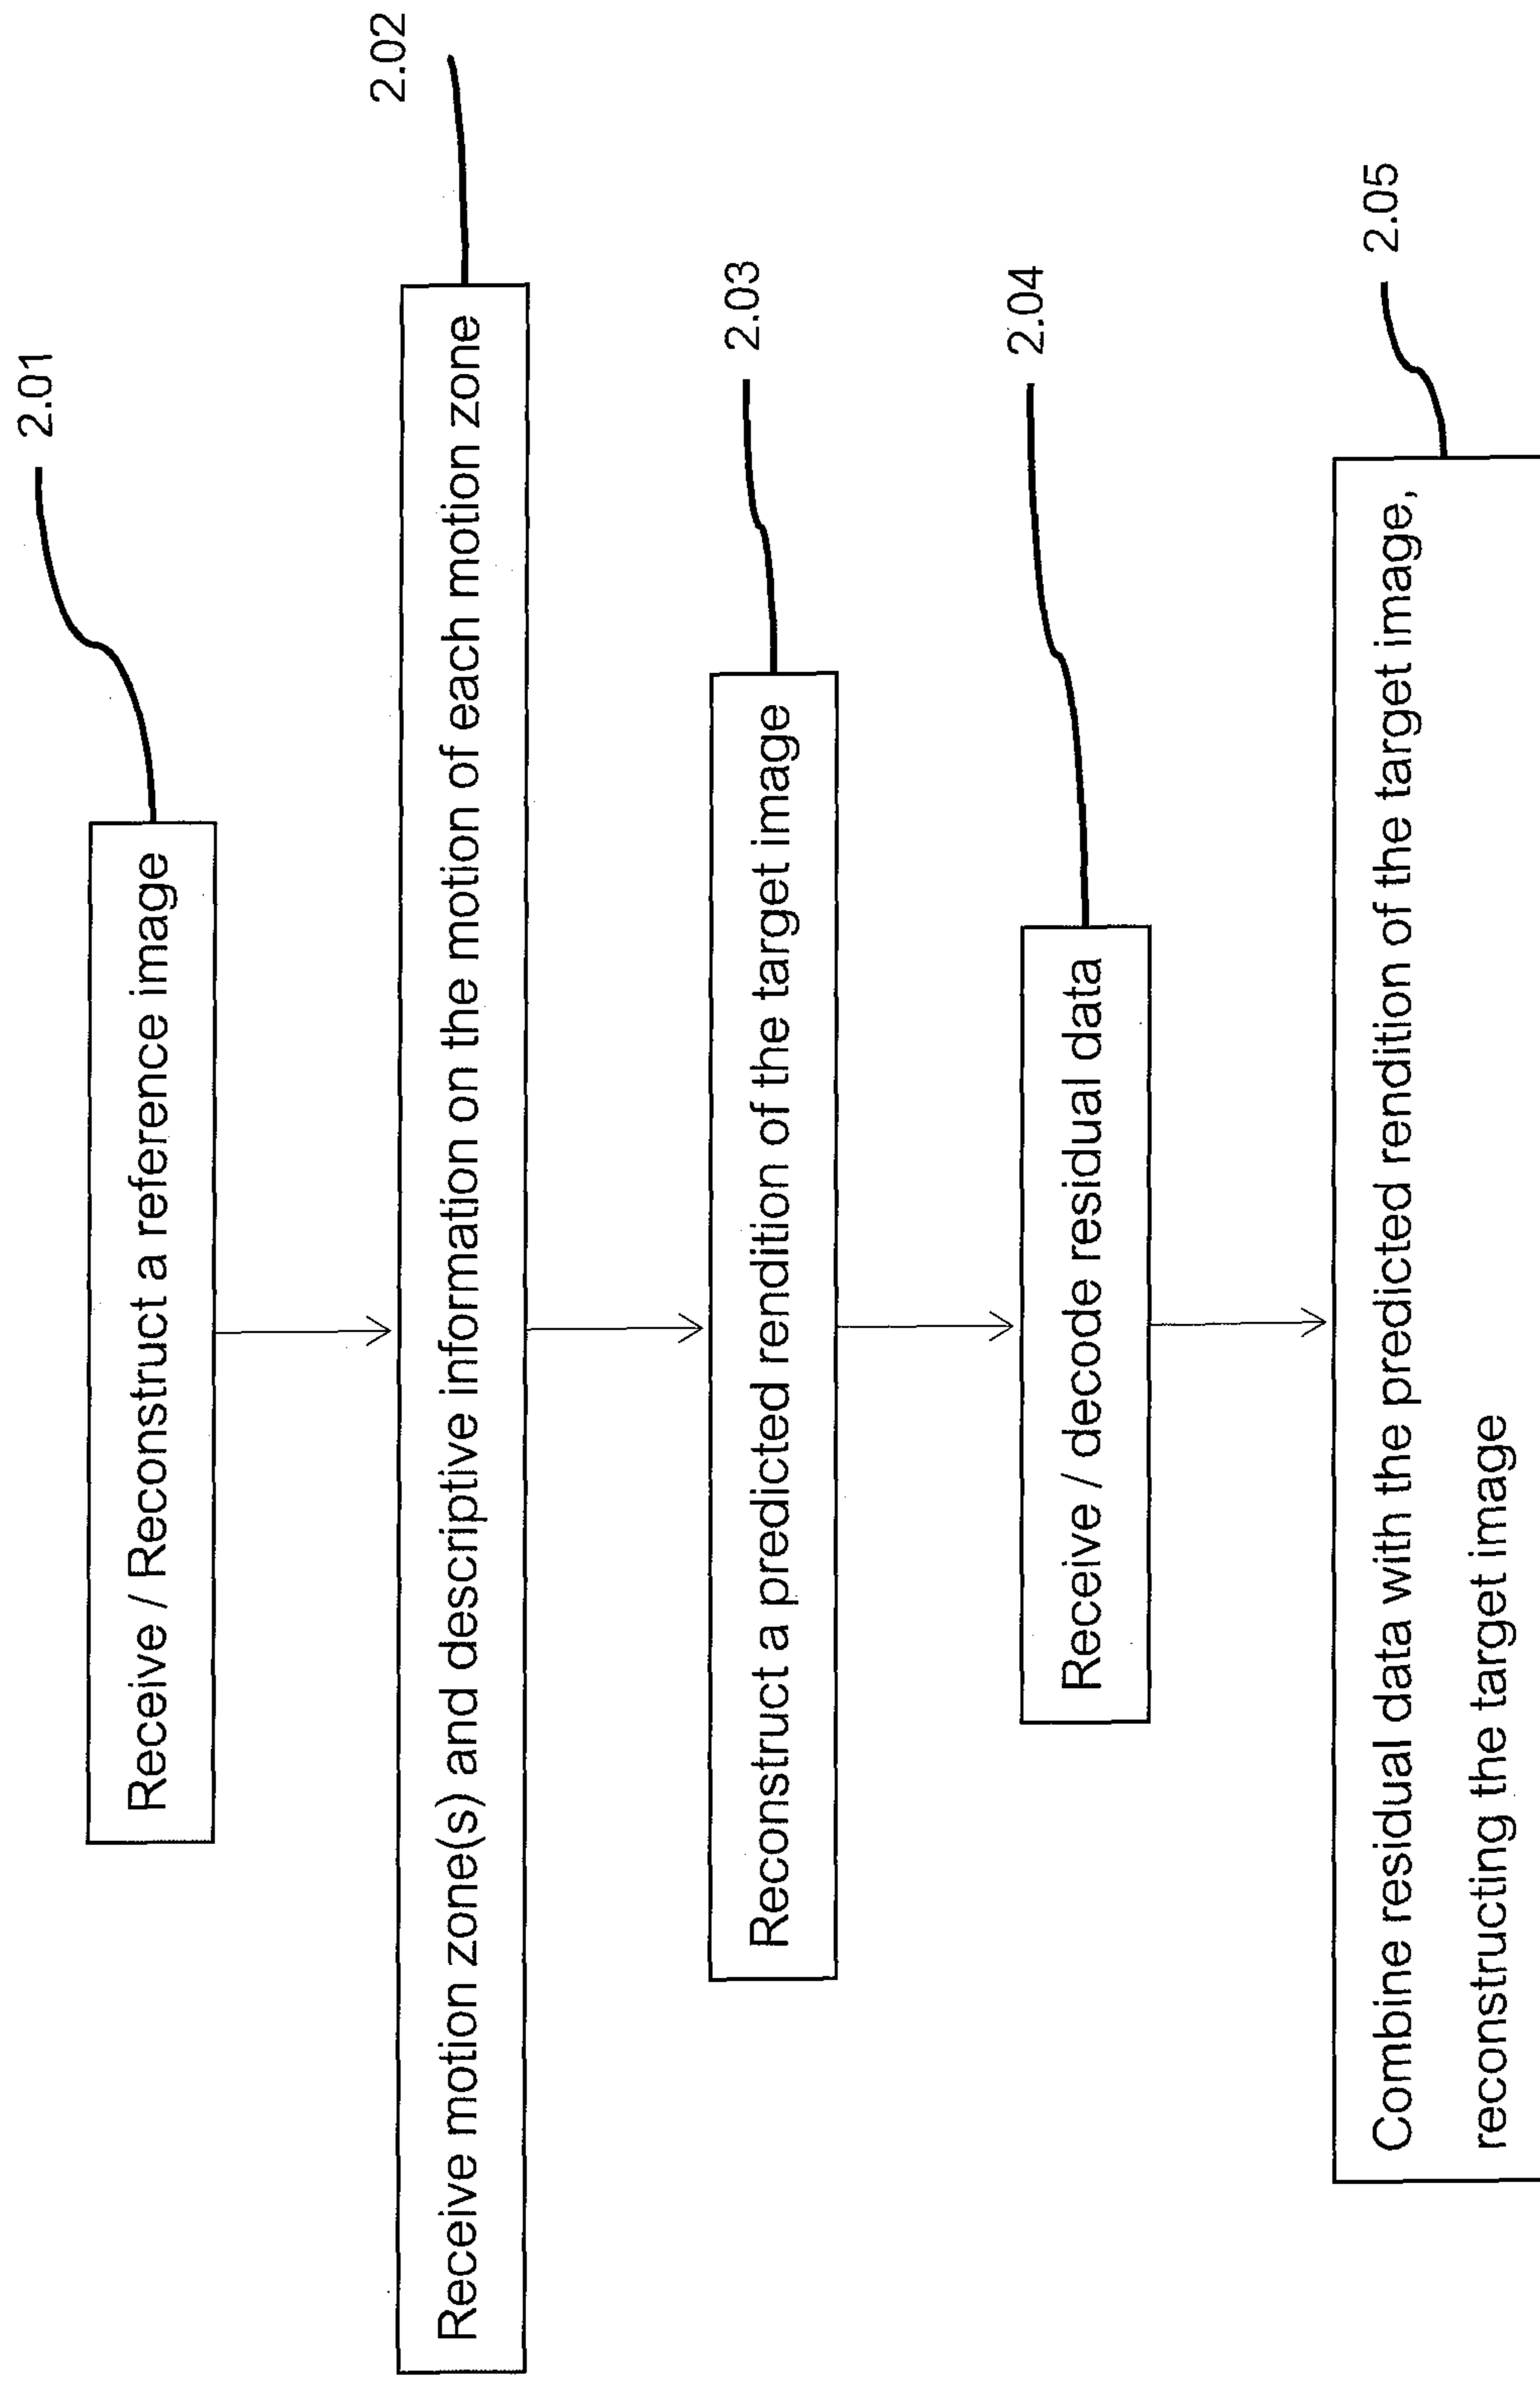 2.01
Receive / Reconstruct a reference image
2.02
Receive motion zone(s) and descriptive information on the motion of each motion zone
2.03
Reconstruct a predicted rendition of the target image
2.04
Receive / decode residual data
2.05
Combine residual data with the predicted rendition of the target image,
reconstructing the target image